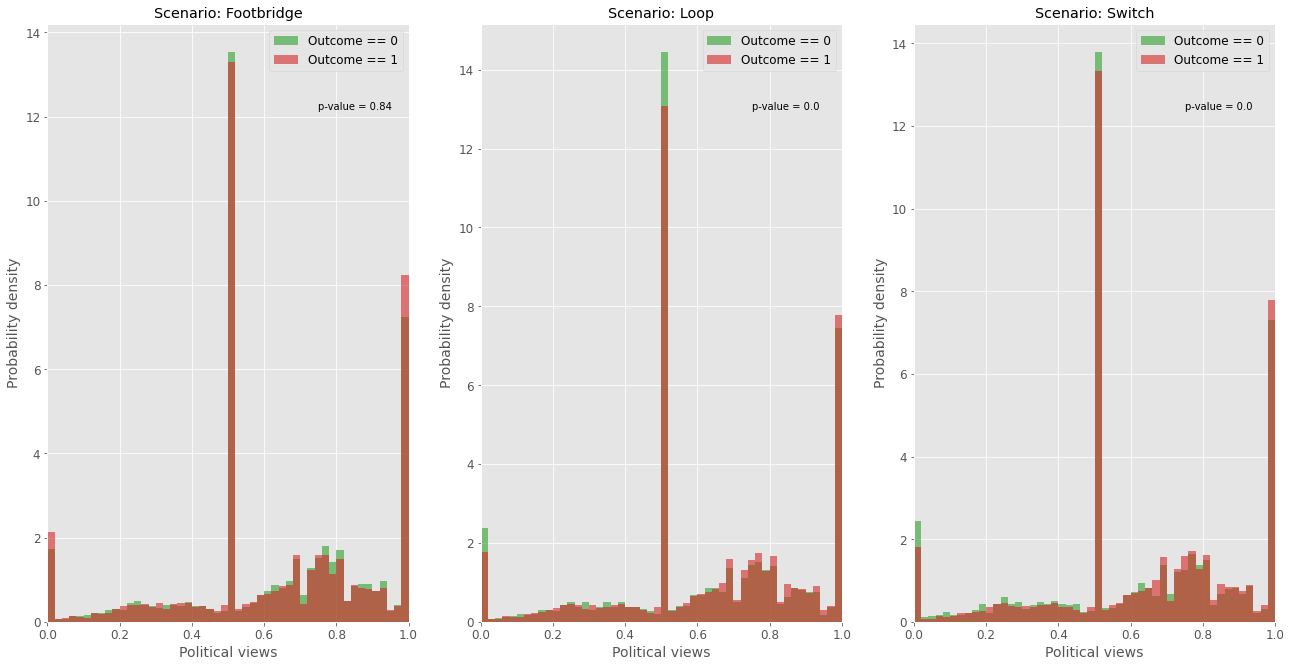 Scenario: Footbridge
Probability density
14
12
10
8
6
4
2
0
Outcome == 0
Outcome == 1
p-value = 0.84
0.0 0.2 0.4 0.6 0.8 1.0
Political views
Scenario: Loop
Probability density
14
12
10
8
6
4
2
0
Outcome == 0
Outcome == 1
p-value = 0.0
0.0 0.2 0.4 0.6 0.8 1.0
Political views
Scenario: Switch
Probability density
14
12
10
8
6
4
2
0
Outcome == 0
Outcome == 1
p-value = 0.0
0.0 0.2 0.4 0.6 0.8 1.0
Political views